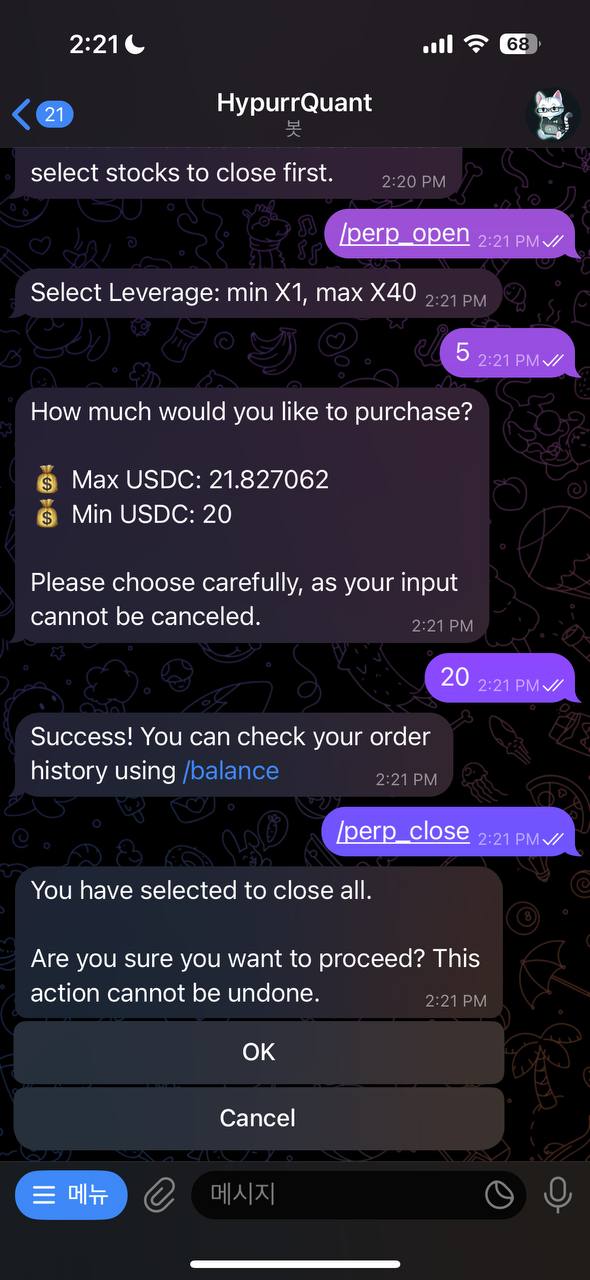 2:21
68
21
HypurrQuant
봇
select stocks to close first.
2:20 PM
/perp_open
2:21 PM
Select Leverage: min X1, max X40
2:21 PM
5
2:21 PM
How much would you like to purchase?
💰 Max USDC: 21.827062
💰 Min USDC: 20
Please choose carefully, as your input
cannot be canceled.
2:21 PM
20
2:21 PM
Success! You can check your order
history using /balance
2:21 PM
/perp_close
2:21 PM
You have selected to close all.
Are you sure you want to proceed? This
action cannot be undone.
2:21 PM
OK
Cancel
메뉴
메시지